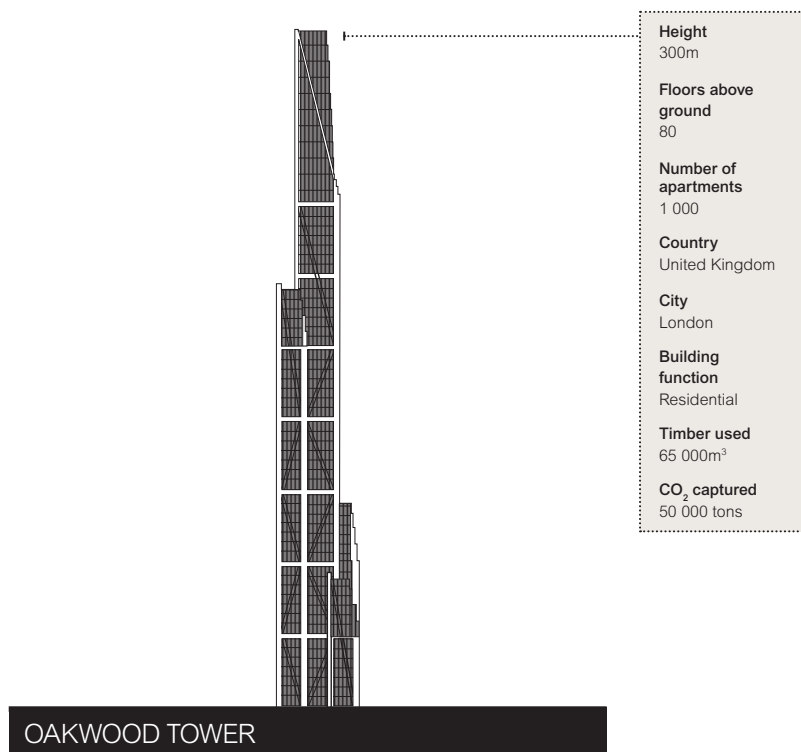 Height
300m
Floors above
ground
80
Number of
apartments
1 000
Country
United Kingdom
City
London
Building
function
Residential
Timber used
65 000m³
CO₂ captured
50 000 tons
OAKWOOD TOWER